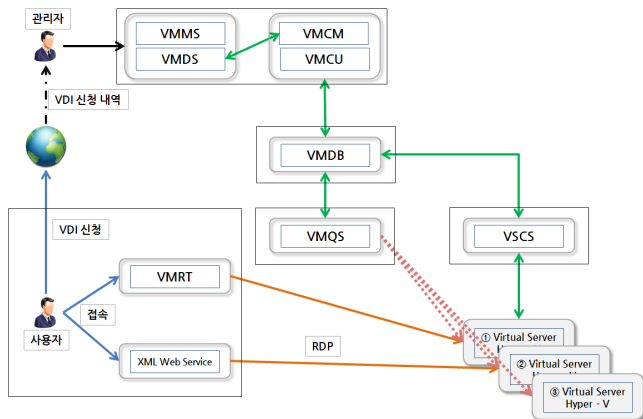 관리자
VMMS
VMCM
VMDS
VMCU
VDI 신청 내역
VMDB
VDI 신청
VMQS
VSCS
VMRT
접속
사용자
RDP
XML Web Service
① Virtual Server
② Virtual Server
③ Virtual Server
Hyper - V